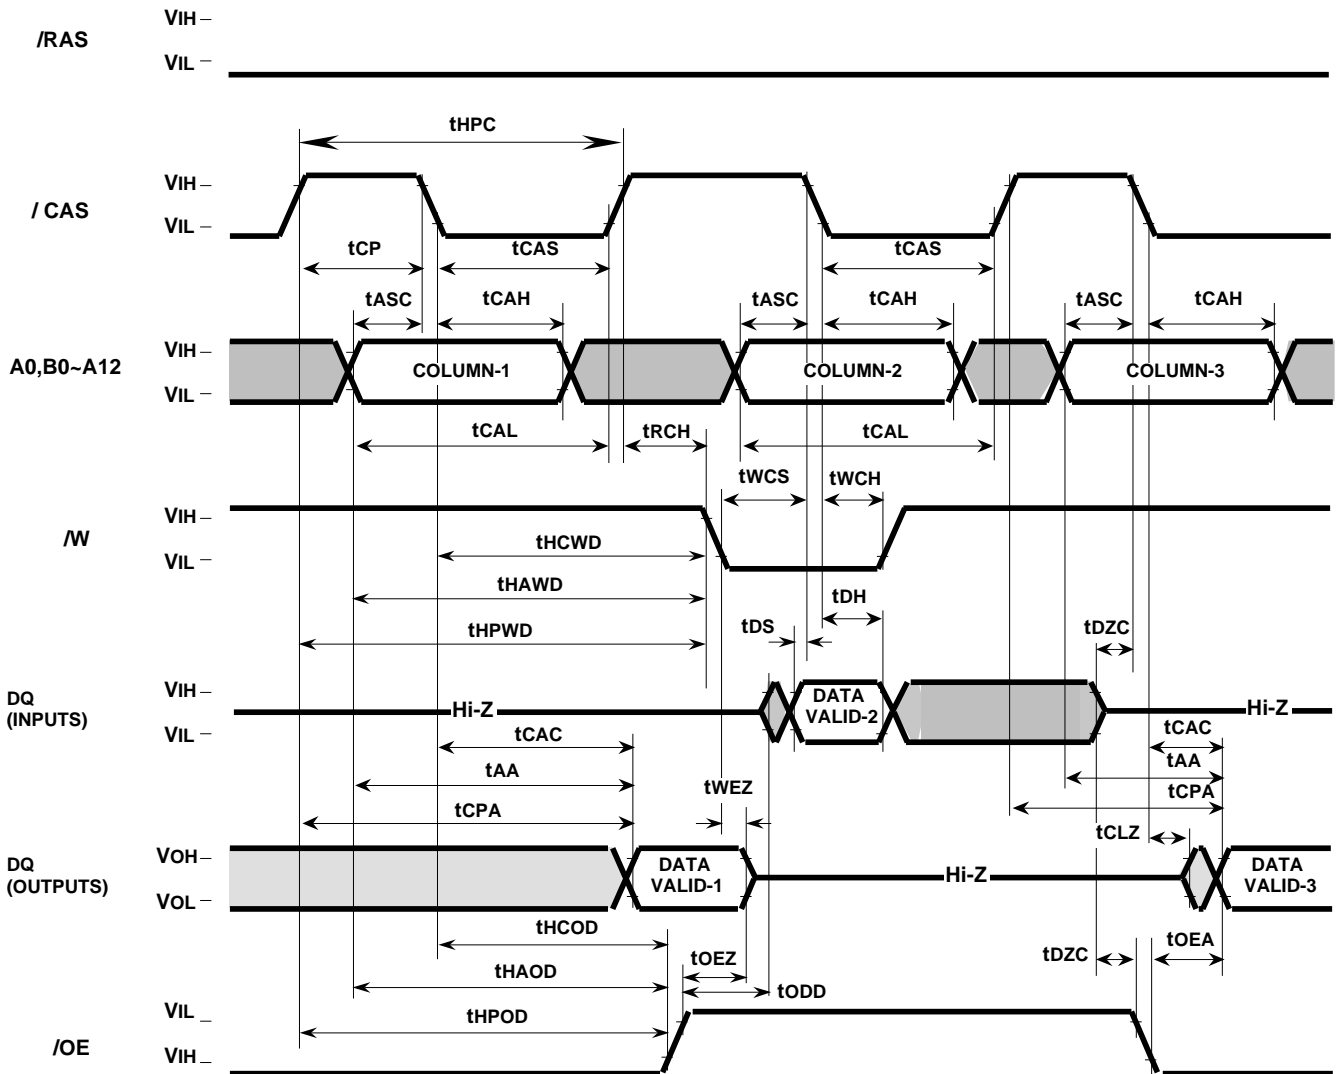 VIH
/RAS
VIL
tHPC
VIH
/ CAS
VIL
tCP
tCAS
tCAS
tASC
tCAH
tASC
tCAH
tASC
tCAH
VIH
A0,B0~A12
COLUMN-1
COLUMN-2
COLUMN-3
VIL
tCAL
tRCH
tCAL
tWCS
tWCH
VIH
/W
tHCWD
VIL
tHAWD
tDH
tHPWD
tDS
tDZC
DQ
(INPUTS)
VIH
Hi-Z
DATA
VALID-2
Hi-Z
VIL
tCAC
tCAC
tAA
tAA
tWEZ
tCPA
tCPA
tCLZ
DQ
(OUTPUTS)
VOH
DATA
VALID-1
Hi-Z
DATA
VALID-3
VOL
tHCOD
tOEZ
tDZC
tOEA
tHAOD
tODD
VIL
tHPOD
/OE
VIH